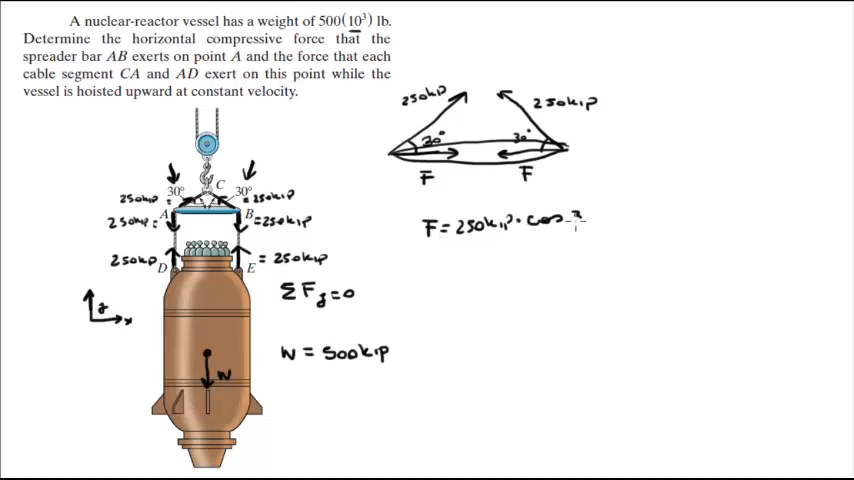 A nuclear-reactor vessel has a weight of 500(10³) lb.
Determine the horizontal compressive force that the
spreader bar AB exerts on point A and the force that each
cable segment CA and AD exert on this point while the
vessel is hoisted upward at constant velocity.
250kip 250kip
30° 30°
F F
F = 250kip · cos 3
30° C 30°
250kip = = 250kip
A B
250kip = = 250kip
250kip D E = 250kip
ΣF_y = 0
y
x
W = 500kip
W